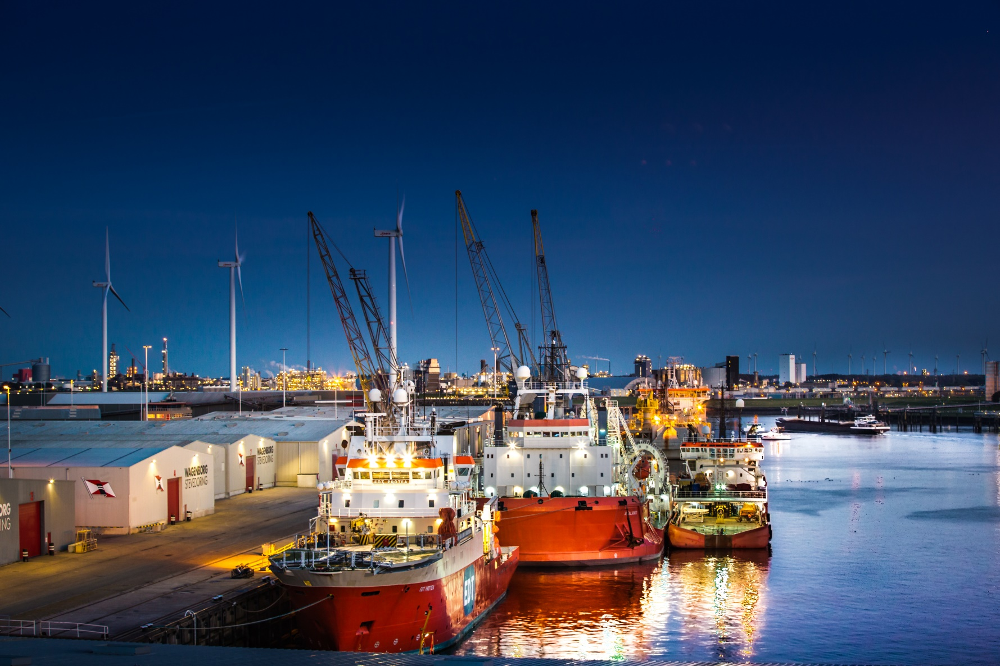 WAGENBORG
STEVEDORING
WAGENBORG
STEVEDORING
ORG
ING
EDT PROTEA
EDT PROTEA
EDT